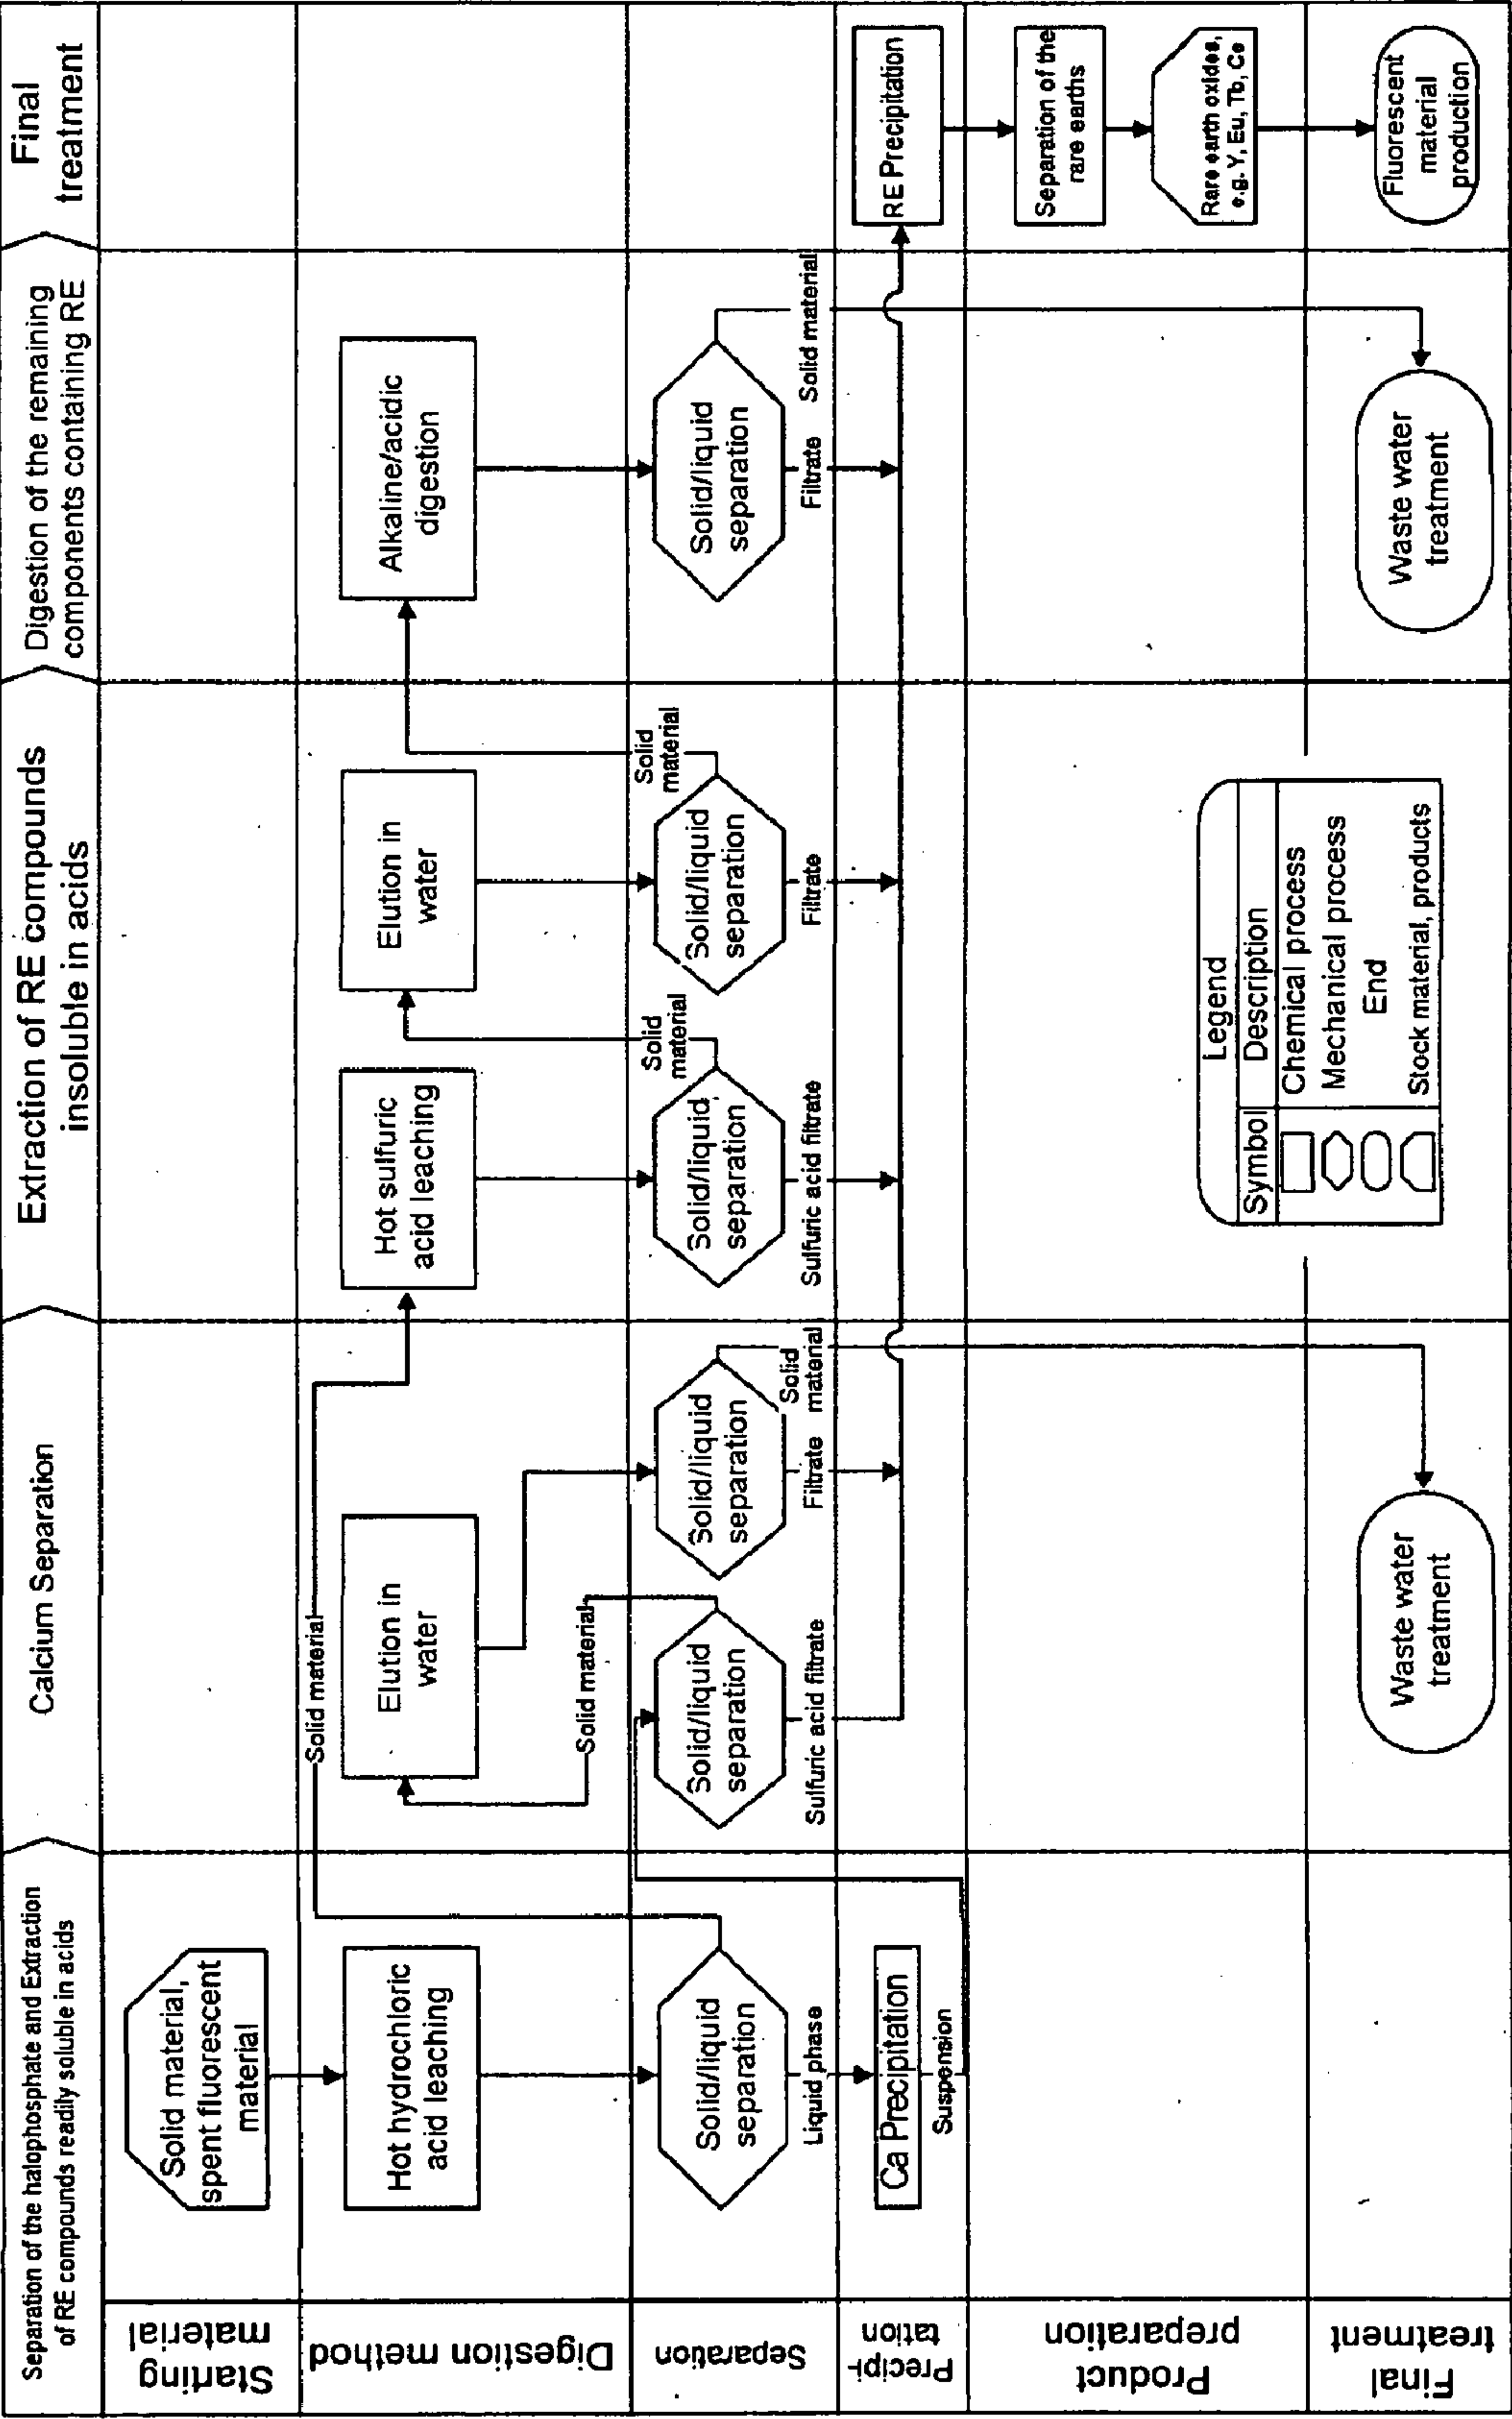 Separation of the halophosphate and Extraction
of RE compounds readily soluble in acids
Calcium Separation
Extraction of RE compounds
insoluble in acids
Digestion of the remaining
components containing RE
Final
treatment
Starting
material
Solid material,
spent fluorescent
material
Digestion method
Hot hydrochloric
acid leaching
Solid material
Elution in
water
Solid material
Hot sulfuric
acid leaching
Elution in
water
Alkaline/acidic
digestion
Separation
Solid/liquid
separation
Liquid phase
Solid/liquid
separation
Sulfuric acid filtrate
Solid/liquid
separation
Filtrate
Solid
material
Solid/liquid
separation
Sulfuric acid filtrate
Solid
material
Solid/liquid
separation
Filtrate
Solid
material
Solid/liquid
separation
Filtrate
Solid material
Precipi-
tation
Ca Precipitation
Suspension
RE Precipitation
Product
preparation
Separation of the
rare earths
Rare earth oxides,
e.g. Y, Eu, Tb, Ce
Legend
Symbol Description
Chemical process
Mechanical process
End
Stock material, products
Final
treatment
Waste water
treatment
Waste water
treatment
Fluorescent
material
production